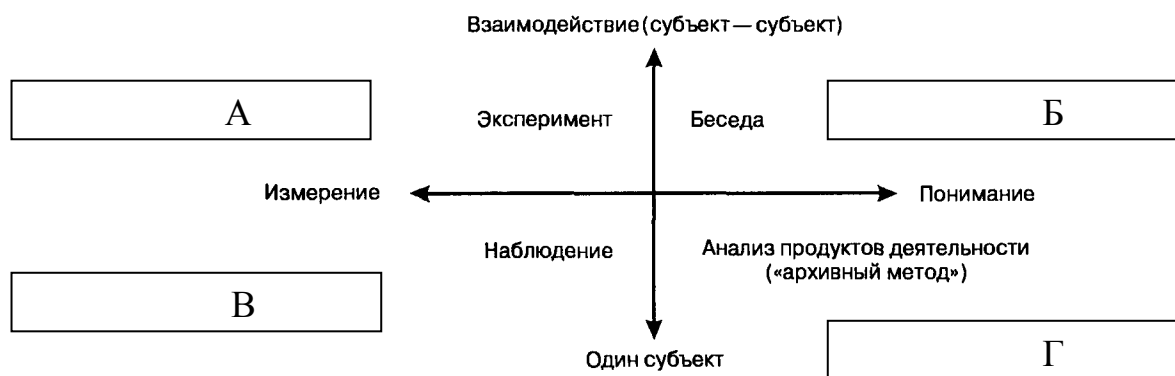 Взаимодействие (субъект — субъект)
А
Эксперимент
Беседа
Б
Измерение
Понимание
Наблюдение
Анализ продуктов деятельности
(«архивный метод»)
В
Один субъект
Г